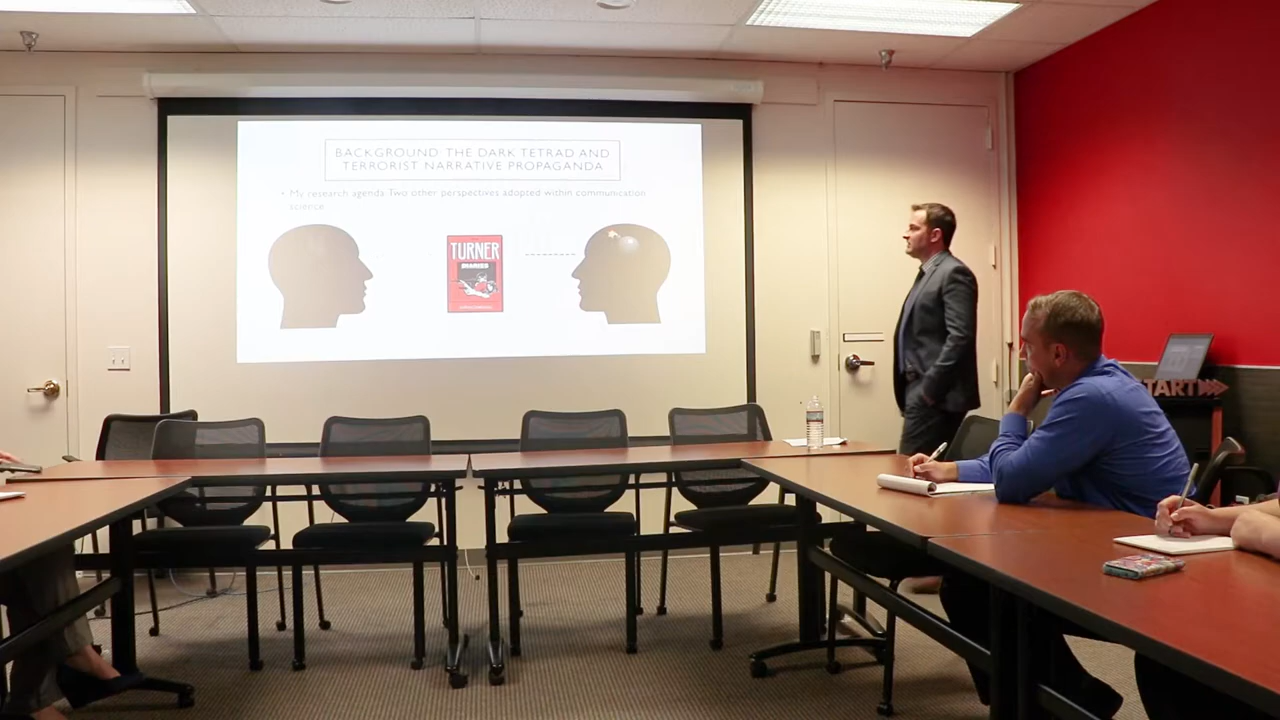 BACKGROUND: THE DARK TETRAD AND
TERRORIST NARRATIVE PROPAGANDA
• My research agenda: Two other perspectives adopted within communication
science
TURNER
DIARIES
START